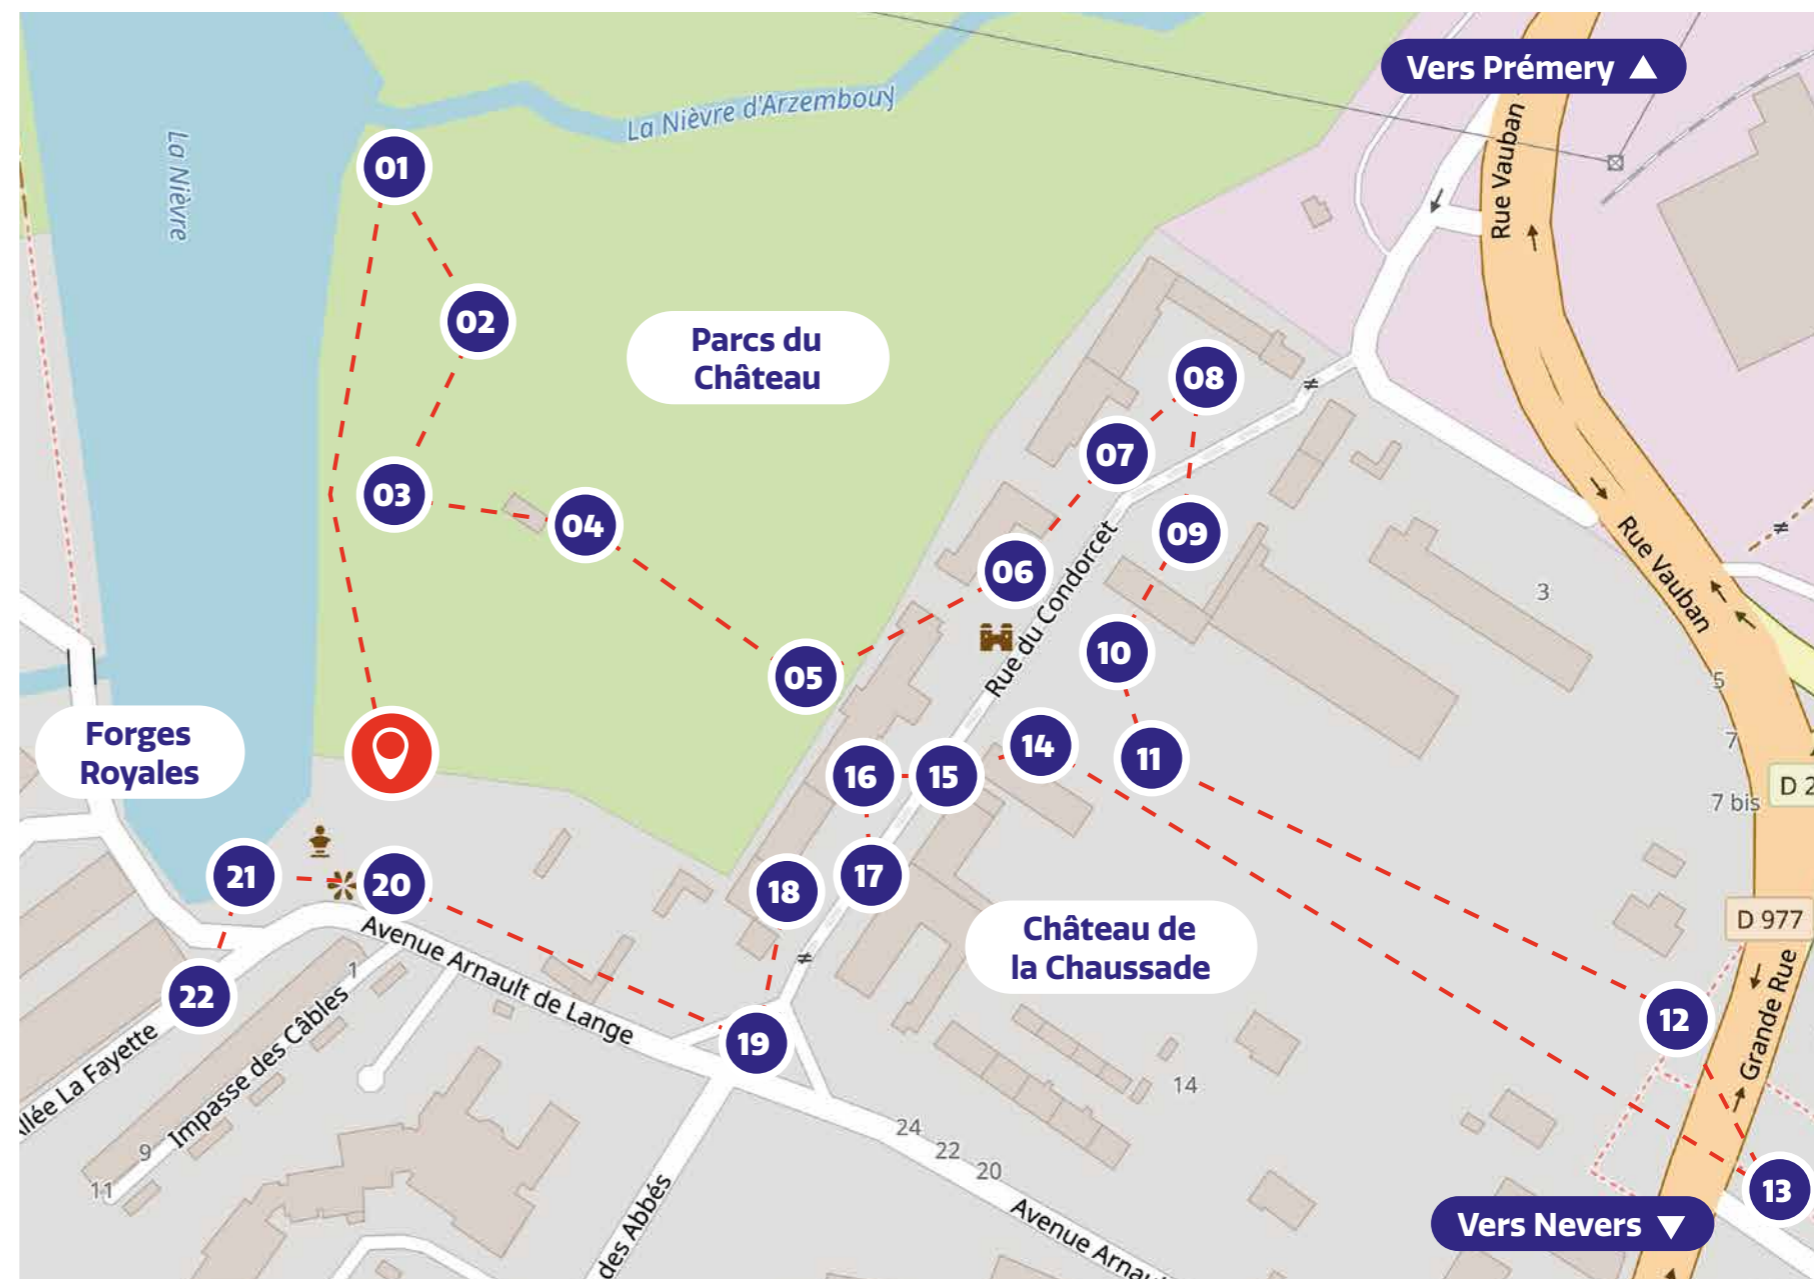 Vers Prémery ▲
La Nièvre d'Arzembouy
La Nièvre
Rue Vauban
01
02
Parcs du
Château
08
07
03
04
09
Rue du Condorcet
Rue Vauban
06
3
10
05
5
Forges
Royales
14
11
7
16
15
D 2
7 bis
21
20
18
17
D 977
Avenue Arnault de Lange
Château de
la Chaussade
1
22
12
Grande Rue
19
Impasse des Câbles
La Fayette
14
24
22
20
9
11
13
des Abbés
Avenue
Vers Nevers ▼